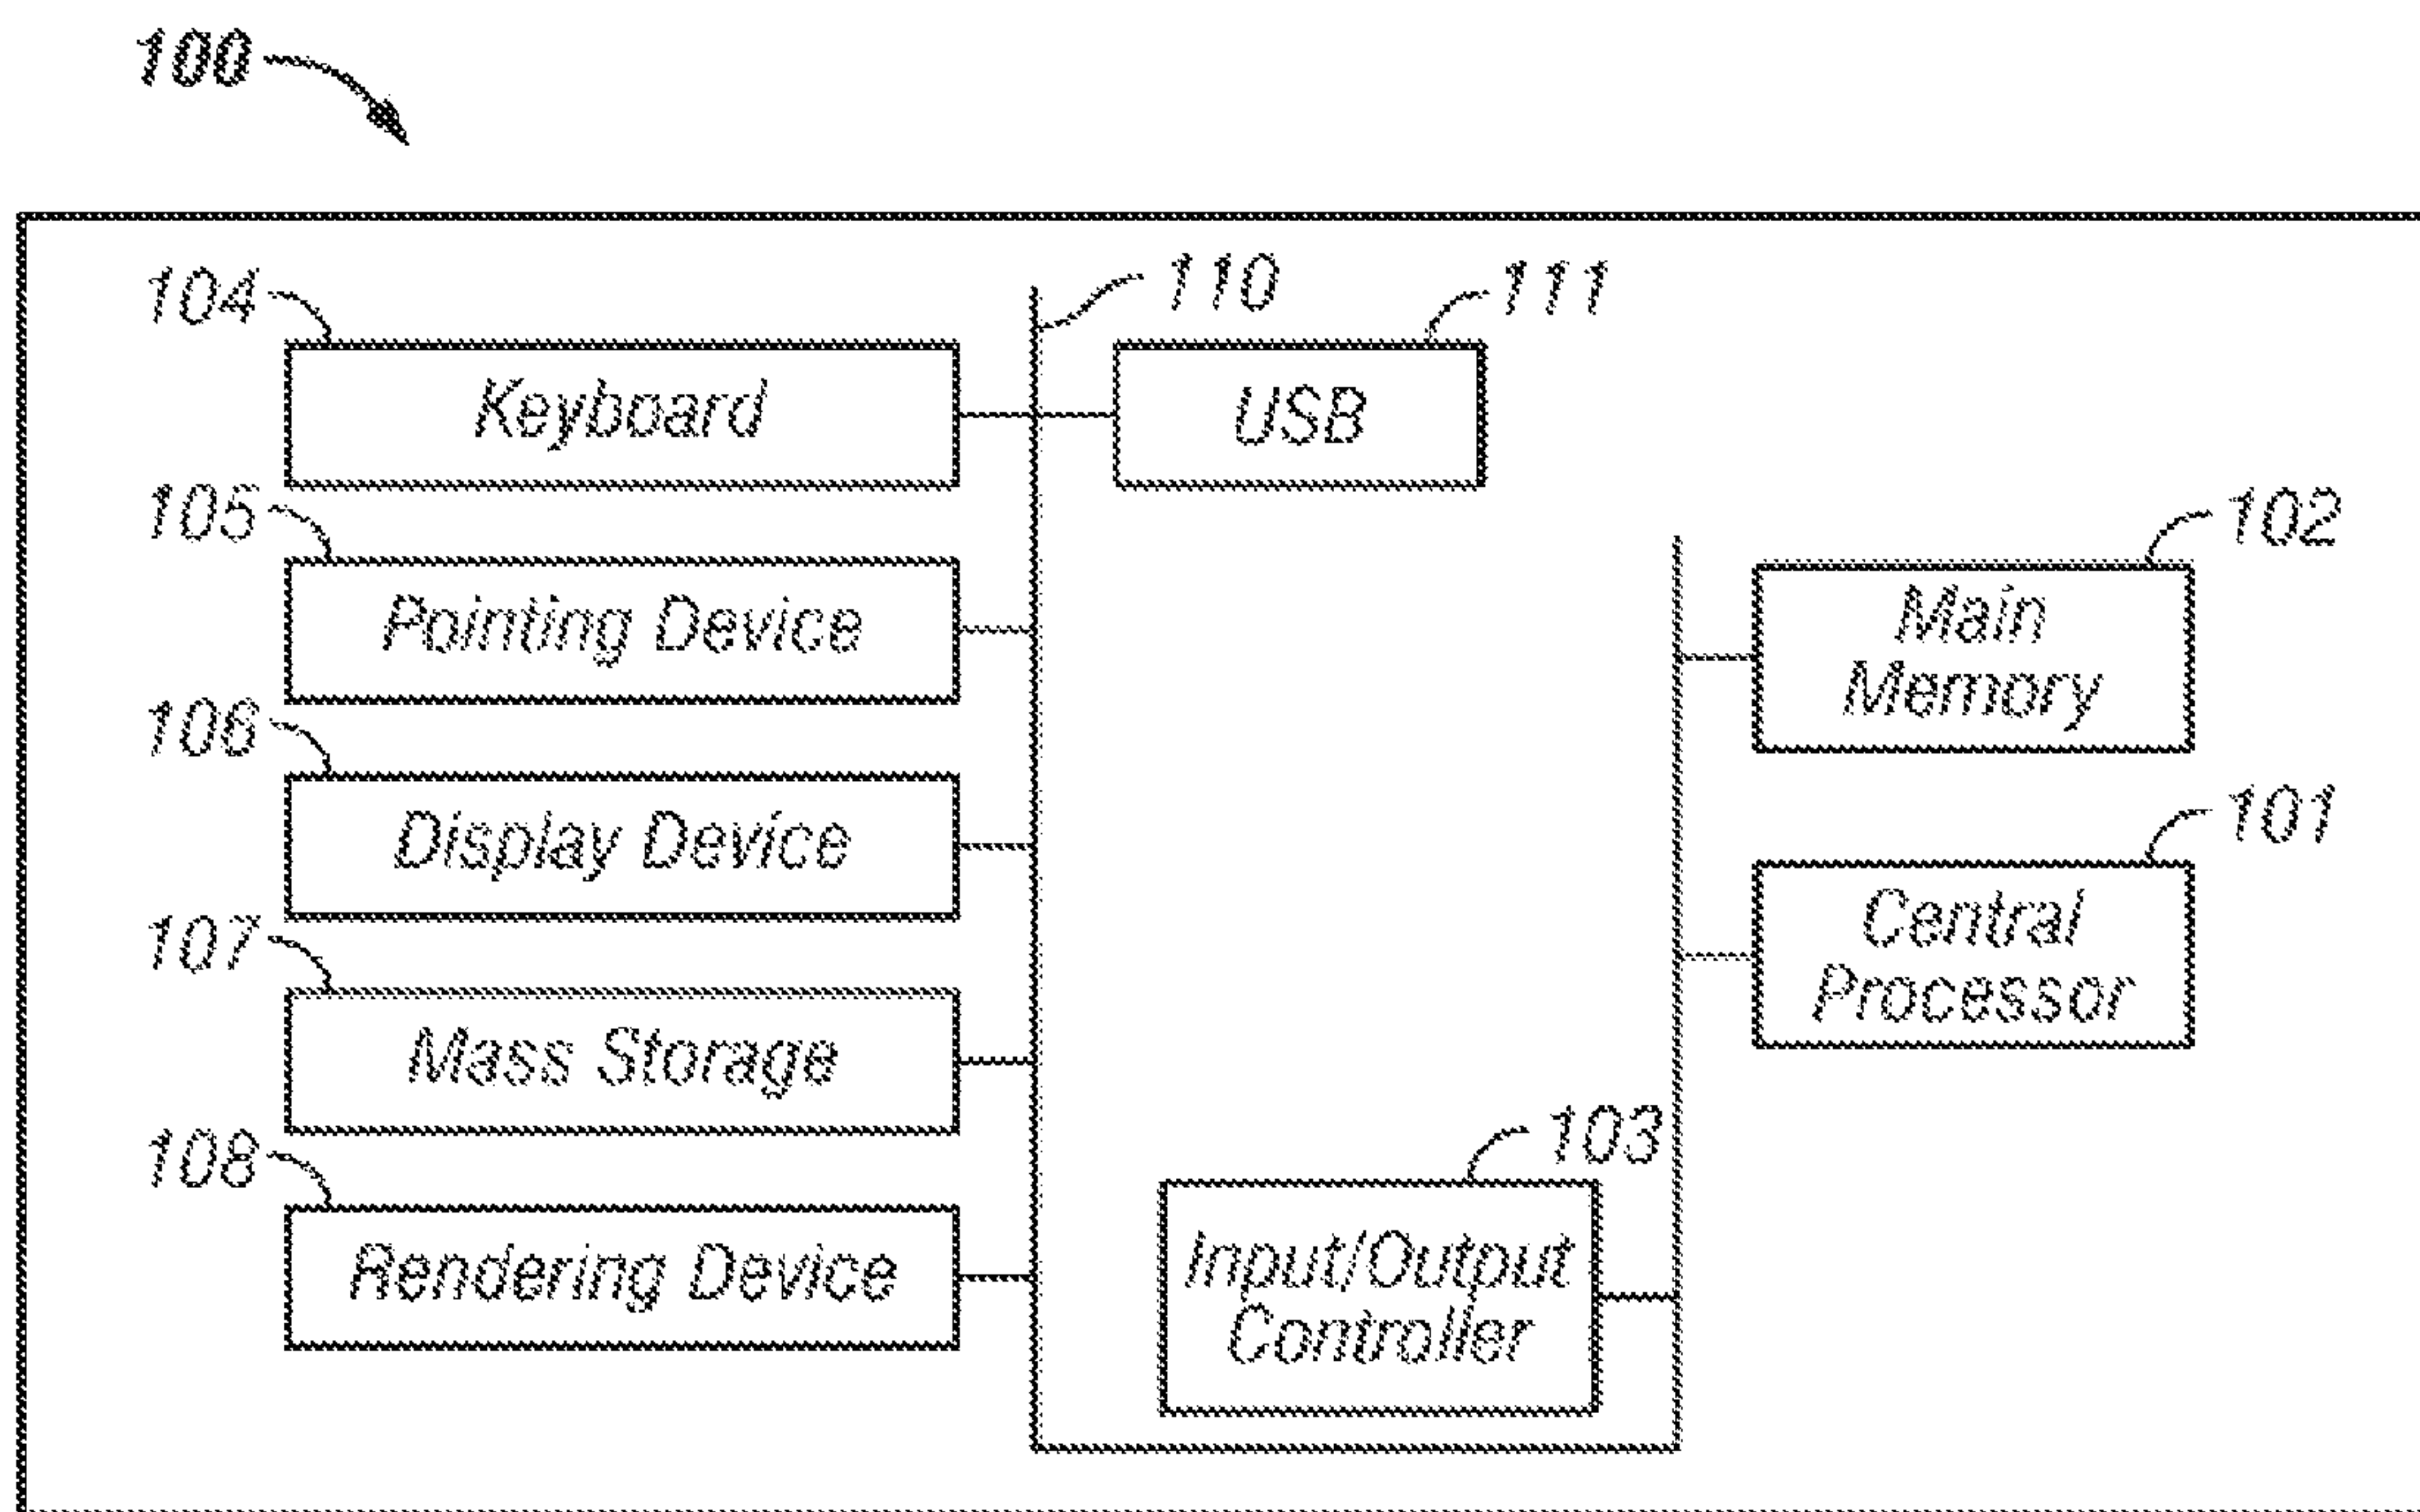 100
104
110
111
Keyboard
USB
105
102
Pointing Device
Main
Memory
106
Display Device
101
Central
Processor
107
Mass Storage
103
108
Input/Output
Controller
Rendering Device